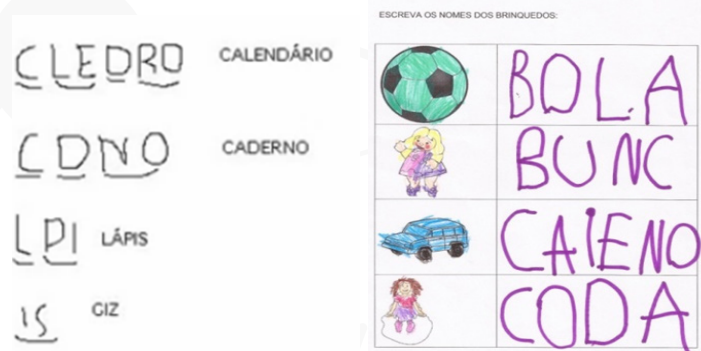 CLEDRO CALENDÁRIO
CDNO CADERNO
LPI LÁPIS
IS GIZ
ESCREVA OS NOMES DOS BRINQUEDOS:
BOLA
BUNC
CAIENO
CODA